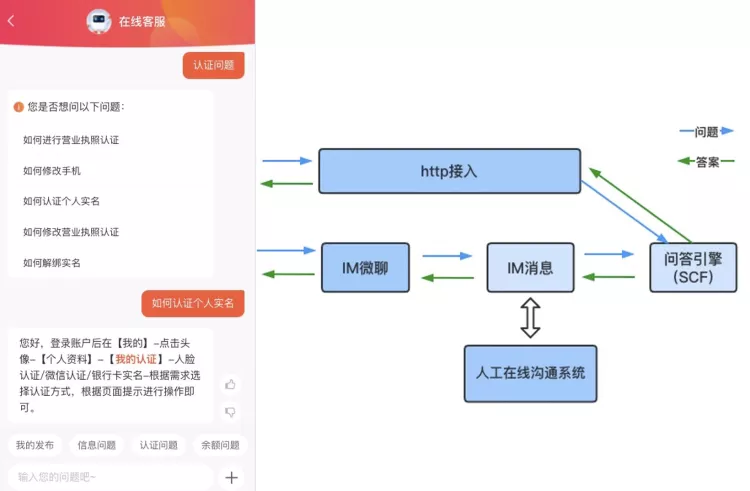 在线客服
认证问题
您是否想问以下问题：
如何进行营业执照认证
如何修改手机
如何认证个人实名
如何修改营业执照认证
如何解绑实名
如何认证个人实名
您好，登录账户后在【我的】-点击头
像-【个人资料】-【我的认证】-人脸
认证/微信认证/银行卡实名-根据需求选
择认证方式，根据页面提示进行操作即
可。
我的发布
信息问题
认证问题
余额问题
输入您的问题吧~
问题
答案
http接入
IM微聊
IM消息
问答引擎
（SCF）
人工在线沟通系统